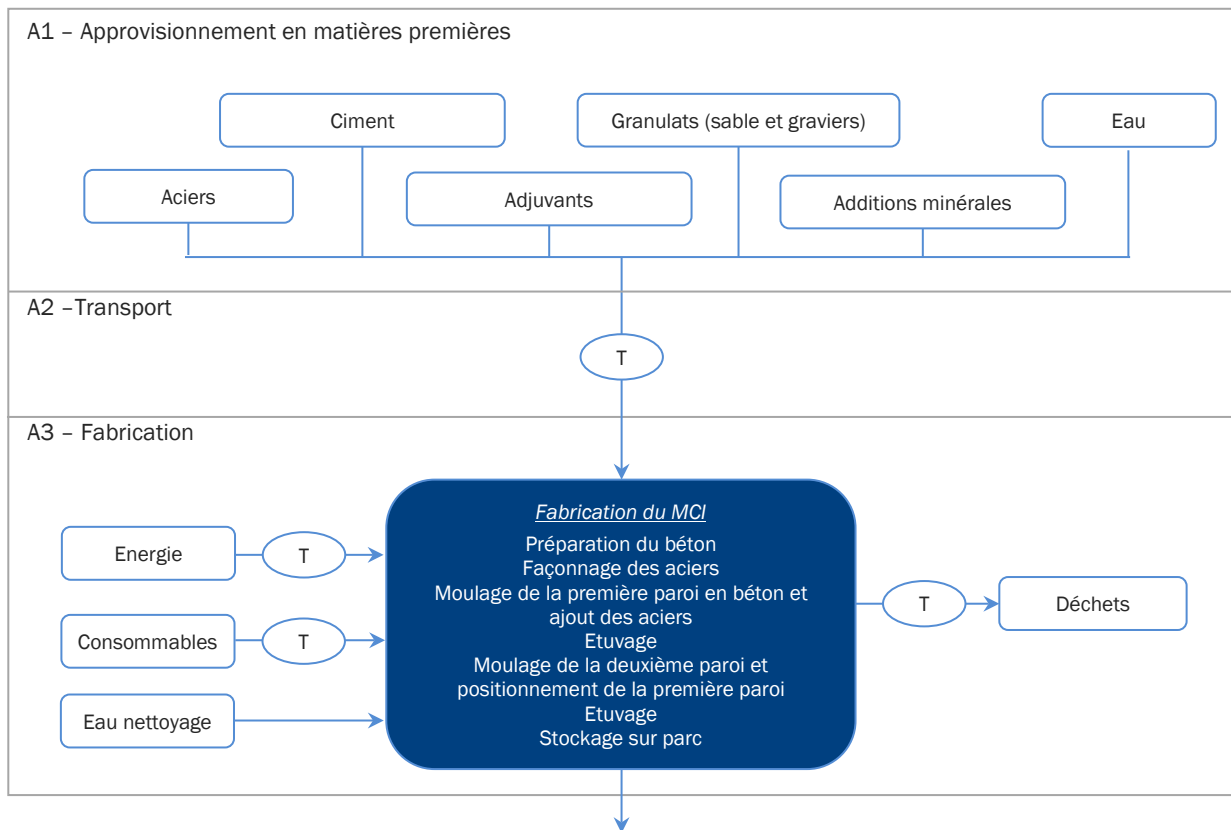 A1 – Approvisionnement en matières premières
Ciment
Granulats (sable et graviers)
Eau
Aciers
Adjuvants
Additions minérales
A2 –Transport
T
A3 – Fabrication
Fabrication du MCI
Préparation du béton
Façonnage des aciers
Moulage de la première paroi en béton et
ajout des aciers
Etuvage
Moulage de la deuxième paroi et
positionnement de la première paroi
Etuvage
Stockage sur parc
Energie
T
Consommables
T
Eau nettoyage
T
Déchets